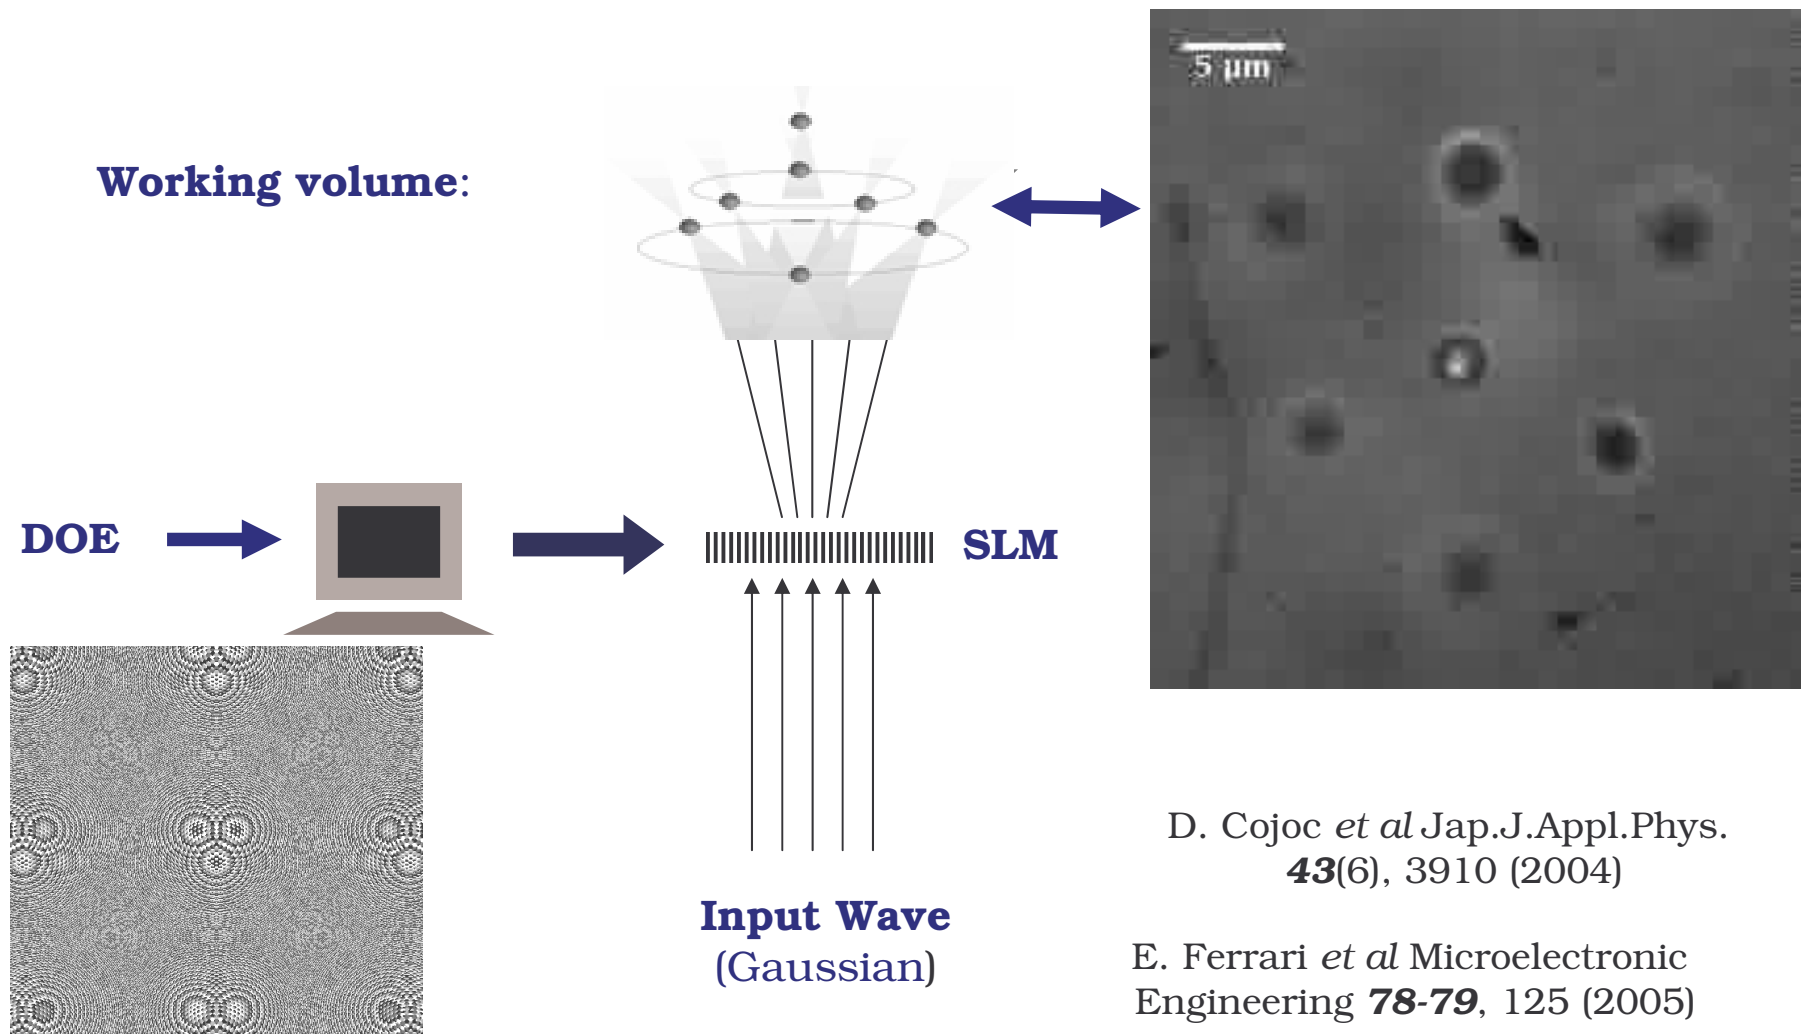 5 μm
Working volume:
DOE
SLM
Input Wave
(Gaussian)
D. Cojoc et al Jap.J.Appl.Phys.
43(6), 3910 (2004)
E. Ferrari et al Microelectronic
Engineering 78-79, 125 (2005)